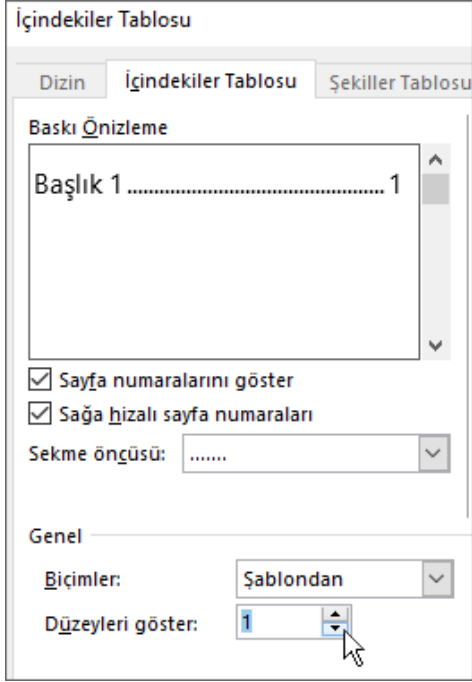 İçindekiler Tablosu
Dizin İçindekiler Tablosu Şekiller Tablosu
Baskı Önizleme
Başlık 1 ................................................... 1
Sayfa numaralarını göster
Sağa hizalı sayfa numaraları
Sekme öncüsü: .......
Genel
Biçimler: Şablondan
Düzeyleri göster: 1